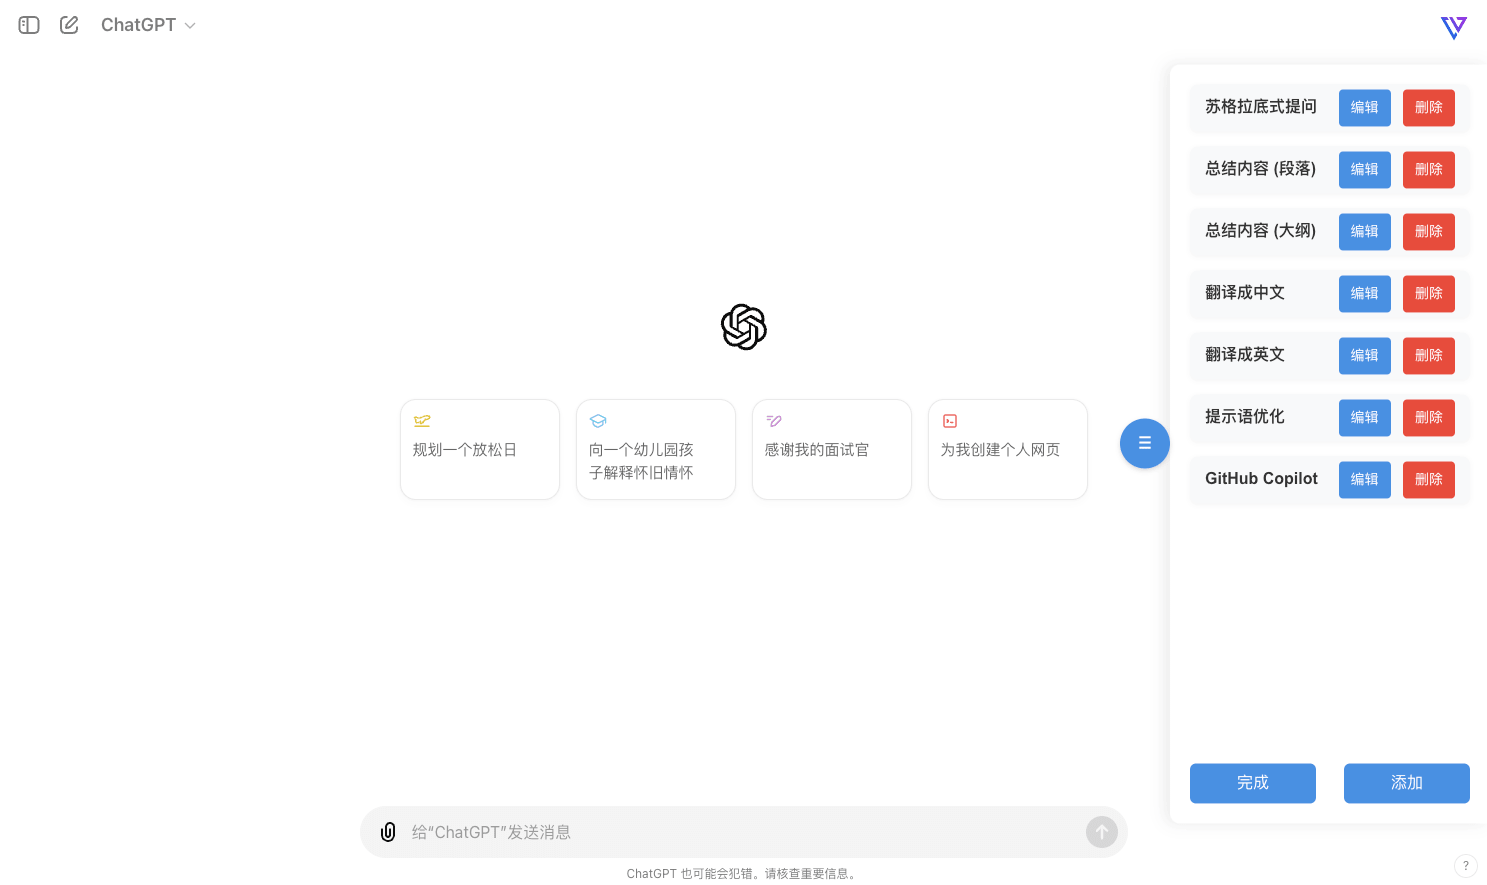 ChatGPT
苏格拉底式提问 编辑 删除
总结内容 (段落) 编辑 删除
总结内容 (大纲) 编辑 删除
翻译成中文 编辑 删除
翻译成英文 编辑 删除
提示语优化 编辑 删除
GitHub Copilot 编辑 删除
规划一个放松日
向一个幼儿园孩
子解释怀旧情怀
感谢我的面试官
为我创建个人网页
完成 添加
给“ChatGPT”发送消息
ChatGPT 也可能会犯错。请核查重要信息。
?